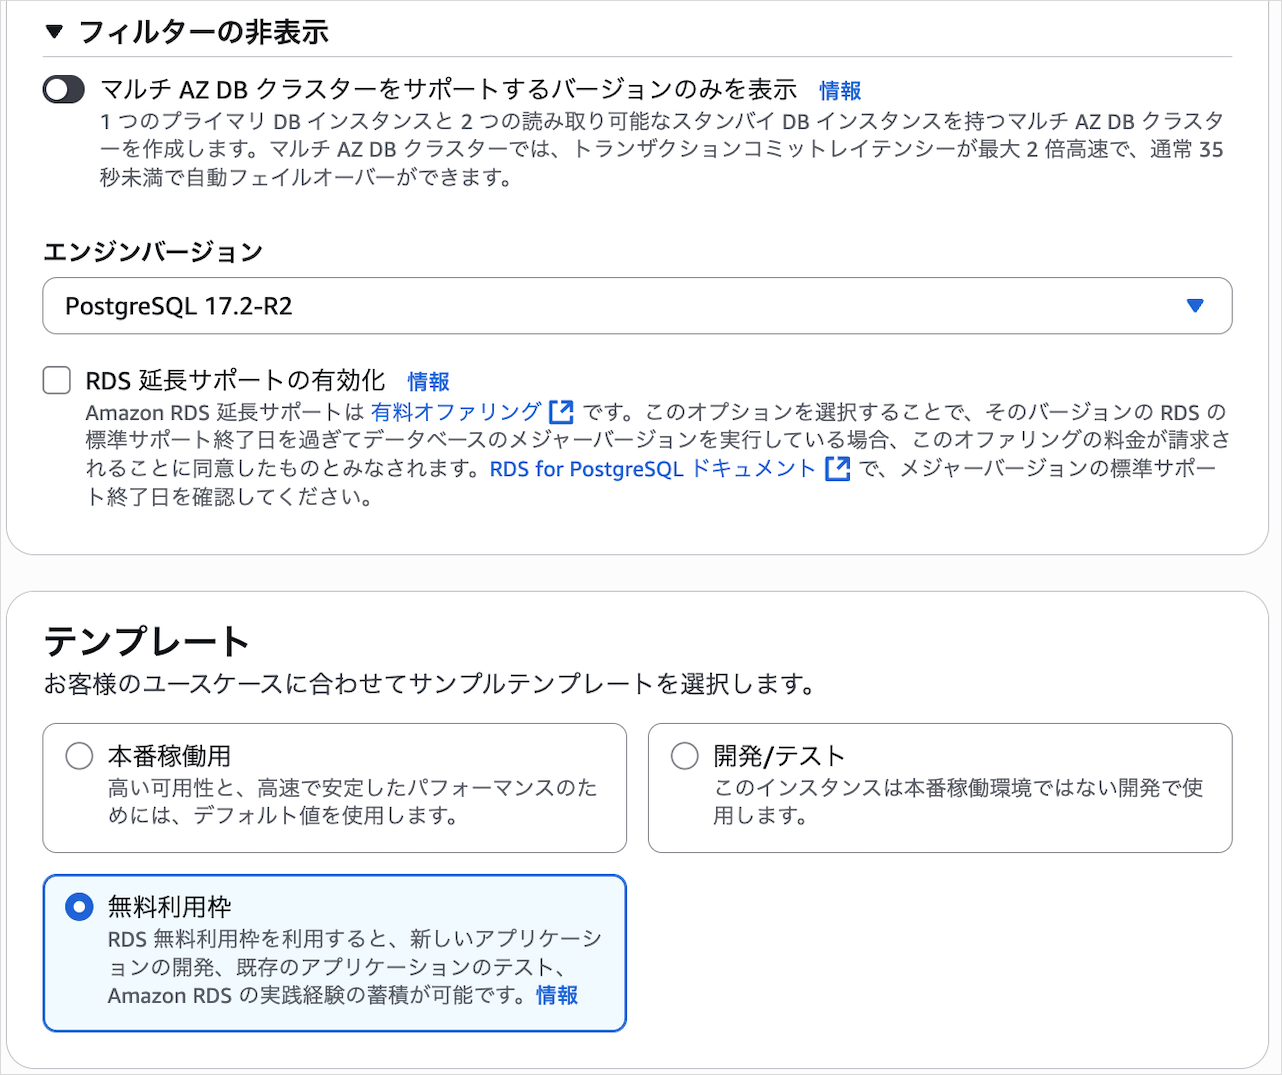 フィルターの非表示
マルチ AZ DB クラスターをサポートするバージョンのみを表示 情報
1 つのプライマリ DB インスタンスと 2 つの読み取り可能なスタンバイ DB インスタンスを持つマルチ AZ DB クラスタ
ーを作成します。マルチ AZ DB クラスターでは、トランザクションコミットレイテンシーが最大 2 倍高速で、通常 35
秒未満で自動フェイルオーバーができます。
エンジンバージョン
PostgreSQL 17.2-R2
RDS 延長サポートの有効化 情報
Amazon RDS 延長サポートは 有料オファリング です。このオプションを選択することで、そのバージョンの RDS の
標準サポート終了日を過ぎてデータベースのメジャーバージョンを実行している場合、このオファリングの料金が請求さ
れることに同意したものとみなされます。RDS for PostgreSQL ドキュメント で、メジャーバージョンの標準サポー
ト終了日を確認してください。
テンプレート
お客様のユースケースに合わせてサンプルテンプレートを選択します。
本番稼働用
高い可用性と、高速で安定したパフォーマンスのた
めには、デフォルト値を使用します。
開発/テスト
このインスタンスは本番稼働環境ではない開発で使
用します。
無料利用枠
RDS 無料利用枠を利用すると、新しいアプリケーシ
ョンの開発、既存のアプリケーションのテスト、
Amazon RDS の実践経験の蓄積が可能です。情報